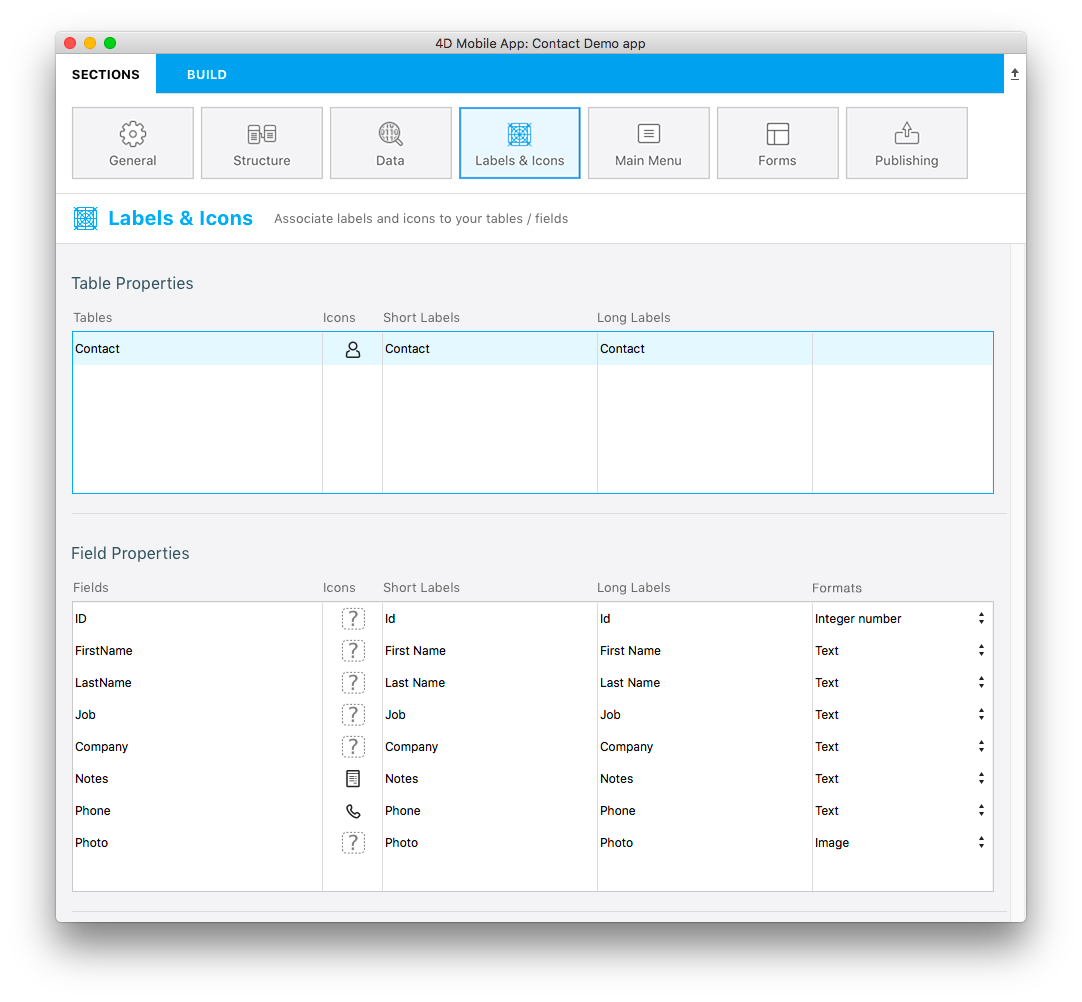 4D Mobile App: Contact Demo app
SECTIONS BUILD
General Structure Data Labels & Icons Main Menu Forms Publishing
Labels & Icons Associate labels and icons to your tables / fields
Table Properties
Tables Icons Short Labels Long Labels
Contact Contact Contact
Field Properties
Fields Icons Short Labels Long Labels Formats
ID ? Id Id Integer number
FirstName ? First Name First Name Text
LastName ? Last Name Last Name Text
Job ? Job Job Text
Company ? Company Company Text
Notes Notes Notes Text
Phone Phone Phone Text
Photo ? Photo Photo Image